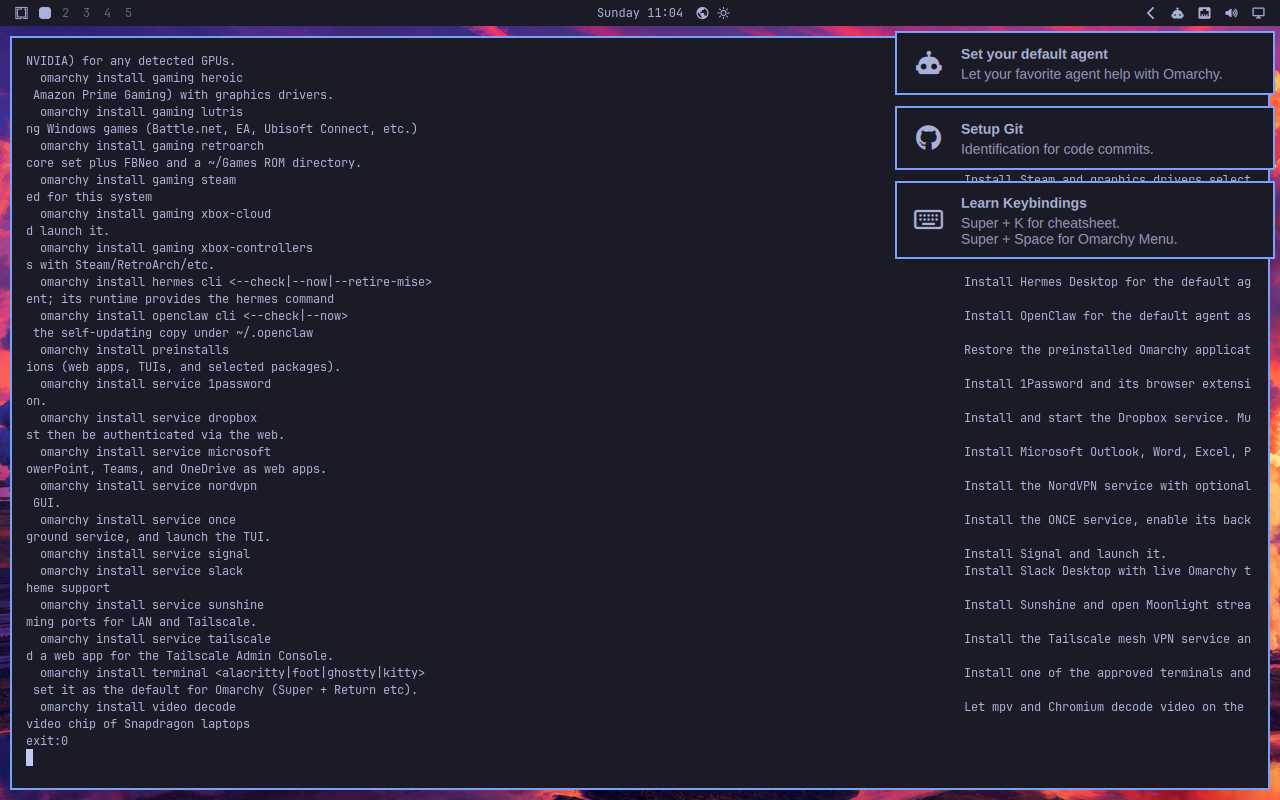 2 3 4 5 Sunday 11:04
Set your default agent
Let your favorite agent help with Omarchy.
Setup Git
Identification for code commits.
Learn Keybindings
Super + K for cheatsheet.
Super + Space for Omarchy Menu.
NVIDIA) for any detected GPUs.
omarchy install gaming heroic
Amazon Prime Gaming) with graphics drivers.
omarchy install gaming lutris
ng Windows games (Battle.net, EA, Ubisoft Connect, etc.)
omarchy install gaming retroarch
core set plus FBNeo and a ~/Games ROM directory.
omarchy install gaming steam Install Steam and graphics drivers select
ed for this system
omarchy install gaming xbox-cloud
d launch it.
omarchy install gaming xbox-controllers
s with Steam/RetroArch/etc.
omarchy install hermes cli <--check|--now|--retire-mise> Install Hermes Desktop for the default ag
ent; its runtime provides the hermes command
omarchy install openclaw cli <--check|--now> Install OpenClaw for the default agent as
the self-updating copy under ~/.openclaw
omarchy install preinstalls Restore the preinstalled Omarchy applicat
ions (web apps, TUIs, and selected packages).
omarchy install service 1password Install 1Password and its browser extensi
on.
omarchy install service dropbox Install and start the Dropbox service. Mu
st then be authenticated via the web.
omarchy install service microsoft Install Microsoft Outlook, Word, Excel, P
owerPoint, Teams, and OneDrive as web apps.
omarchy install service nordvpn Install the NordVPN service with optional
GUI.
omarchy install service once Install the ONCE service, enable its back
ground service, and launch the TUI.
omarchy install service signal Install Signal and launch it.
omarchy install service slack Install Slack Desktop with live Omarchy t
heme support
omarchy install service sunshine Install Sunshine and open Moonlight strea
ming ports for LAN and Tailscale.
omarchy install service tailscale Install the Tailscale mesh VPN service an
d a web app for the Tailscale Admin Console.
omarchy install terminal <alacritty|foot|ghostty|kitty> Install one of the approved terminals and
set it as the default for Omarchy (Super + Return etc).
omarchy install video decode Let mpv and Chromium decode video on the
video chip of Snapdragon laptops
exit:0